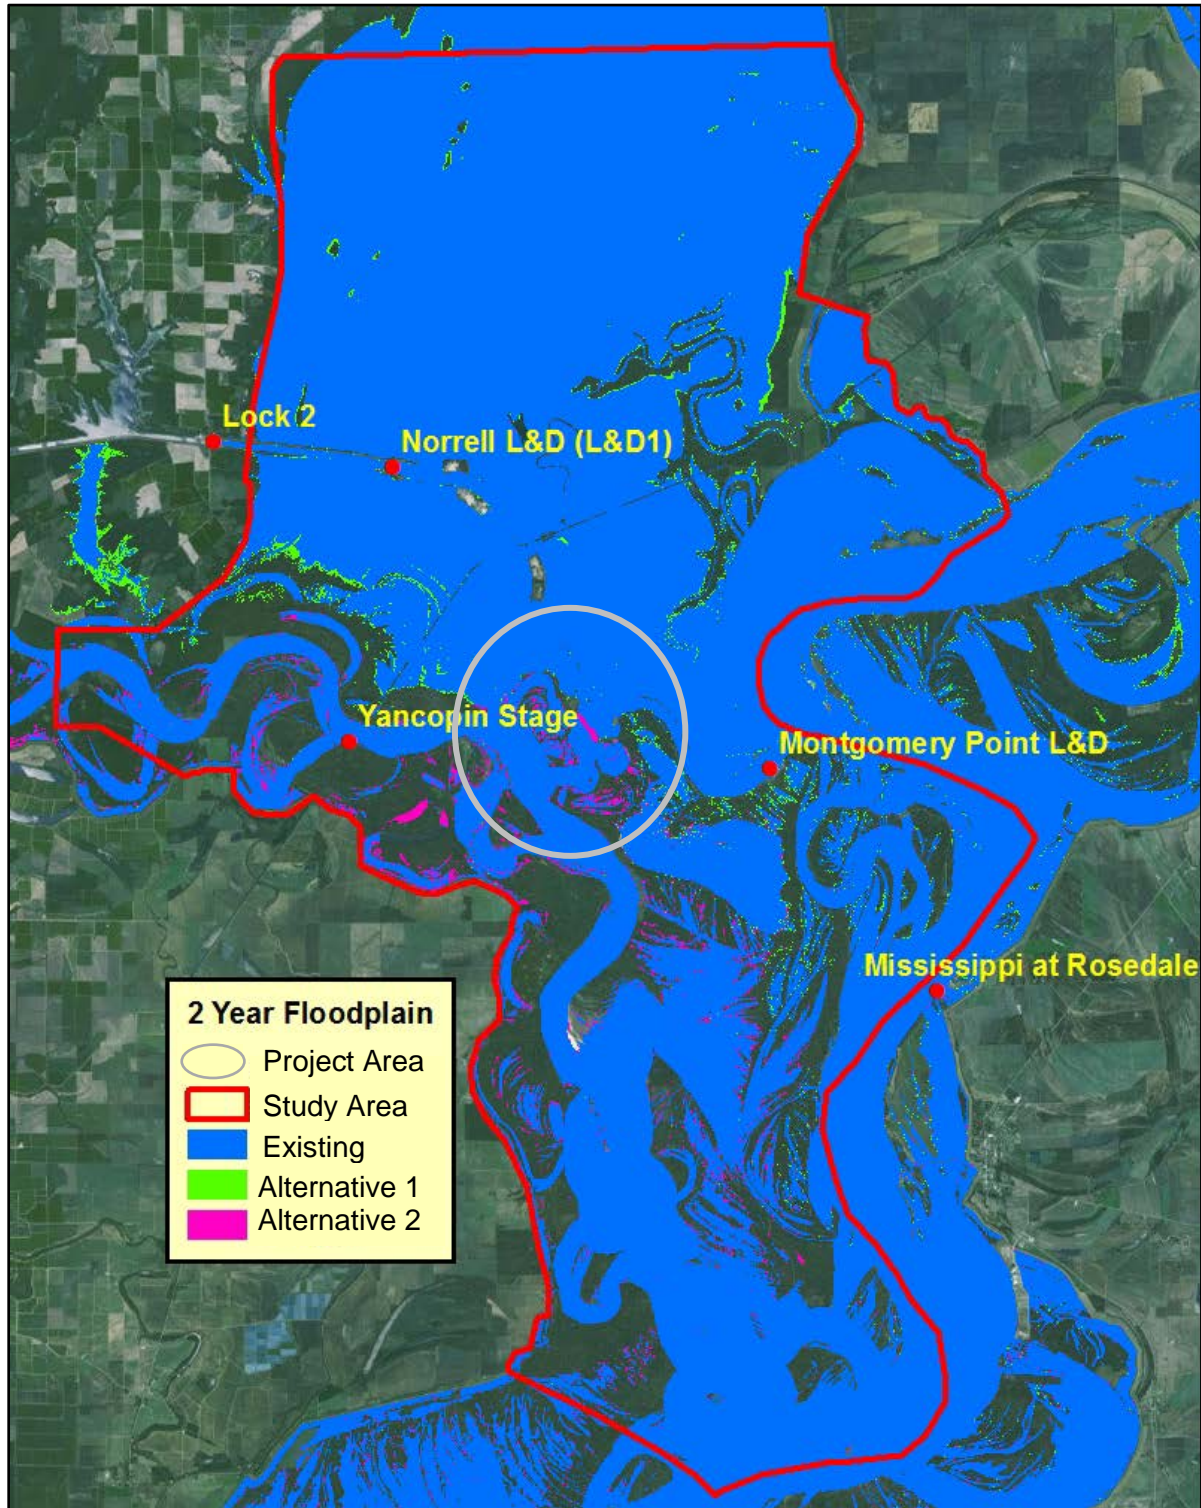 Lock 2
Norrell L&D (L&D1)
Yancopin Stage
Montgomery Point L&D
Mississippi at Rosedale
2 Year Floodplain
Project Area
Study Area
Existing
Alternative 1
Alternative 2